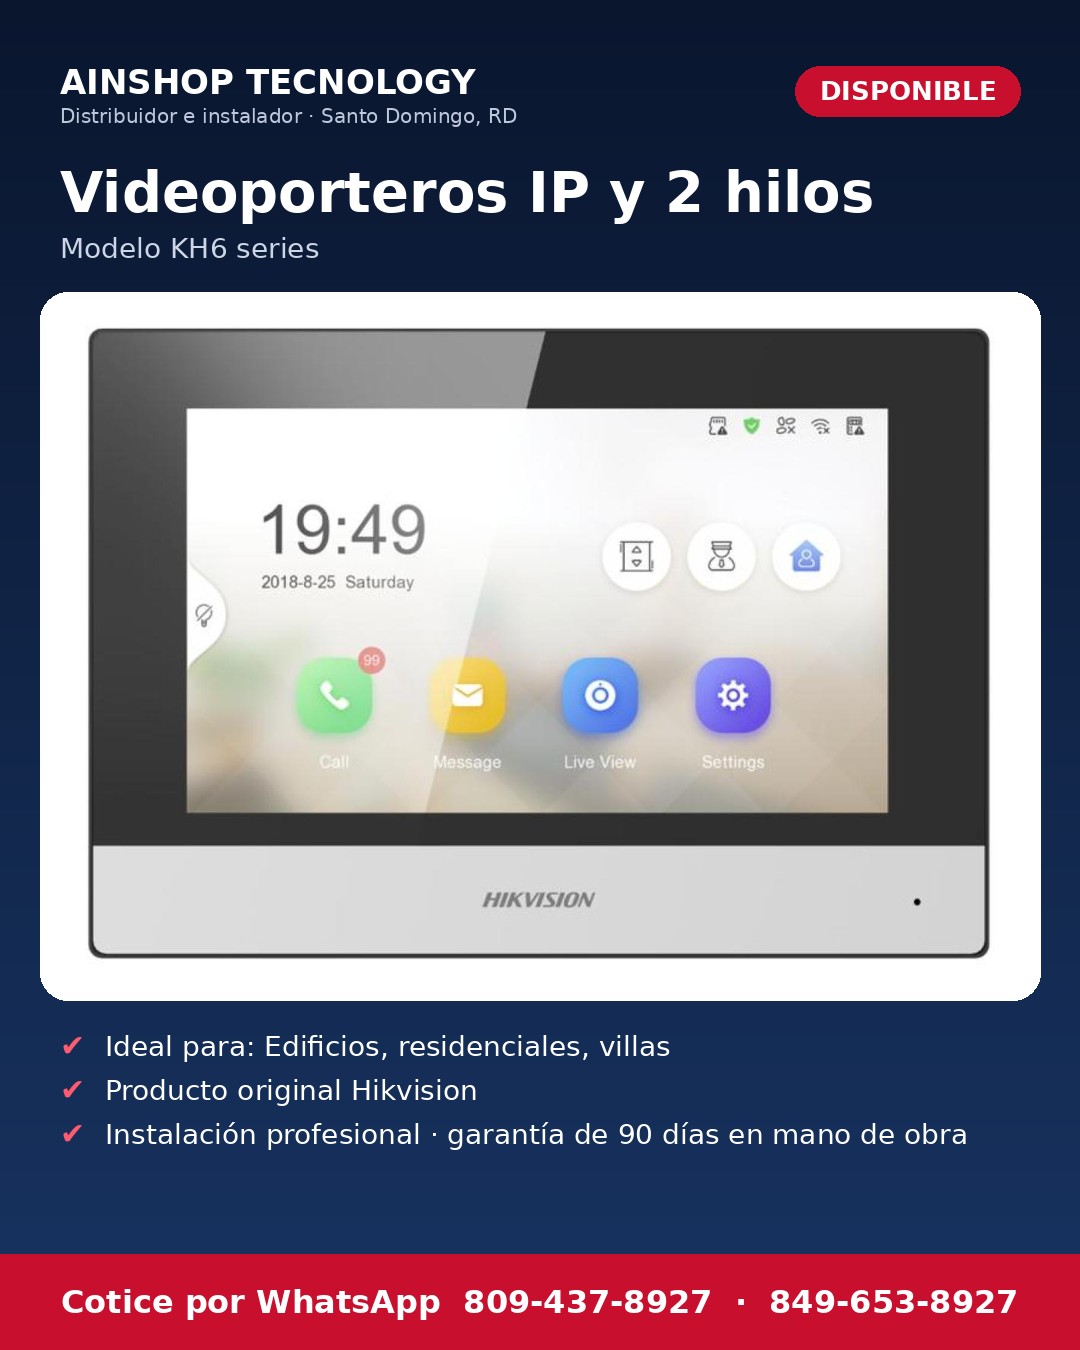 AINSHOP TECNOLOGY
DISPONIBLE
Distribuidor e instalador · Santo Domingo, RD
Videoporteros IP y 2 hilos
Modelo KH6 series
19:49
2018-8-25 Saturday
99
Call
Message
Live View
Settings
HIKVISION
✔ Ideal para: Edificios, residenciales, villas
✔ Producto original Hikvision
✔ Instalación profesional · garantía de 90 días en mano de obra
Cotice por WhatsApp 809-437-8927 · 849-653-8927